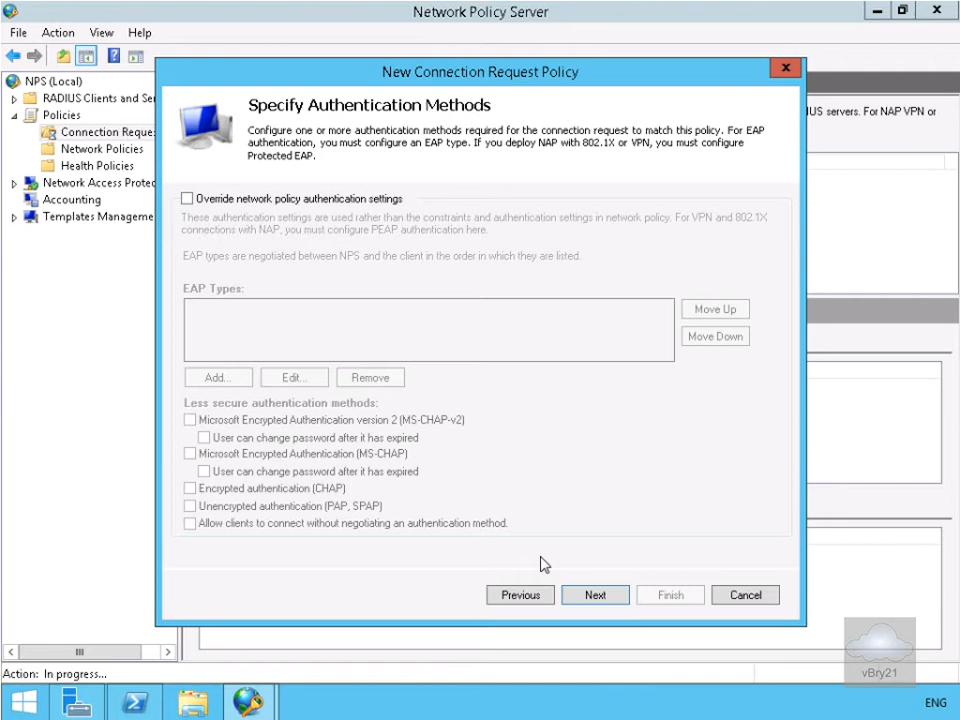 Network Policy Server
File Action View Help
NPS (Local)
RADIUS Clients and Ser
Policies
Connection Reque
Network Policies
Health Policies
Network Access Protec
Accounting
Templates Manageme
New Connection Request Policy
Specify Authentication Methods
Configure one or more authentication methods required for the connection request to match this policy. For EAP
authentication, you must configure an EAP type. If you deploy NAP with 802.1X or VPN, you must configure
Protected EAP.
Override network policy authentication settings
These authentication settings are used rather than the constraints and authentication settings in network policy. For VPN and 802.1X
connections with NAP, you must configure PEAP authentication here.
EAP types are negotiated between NPS and the client in the order in which they are listed.
EAP Types:
Move Up
Move Down
Add... Edit... Remove
Less secure authentication methods:
Microsoft Encrypted Authentication version 2 (MS-CHAP-v2)
User can change password after it has expired
Microsoft Encrypted Authentication (MS-CHAP)
User can change password after it has expired
Encrypted authentication (CHAP)
Unencrypted authentication (PAP, SPAP)
Allow clients to connect without negotiating an authentication method.
Previous Next Finish Cancel
IUS servers. For NAP VPN or
vBry21
Action: In progress...
ENG